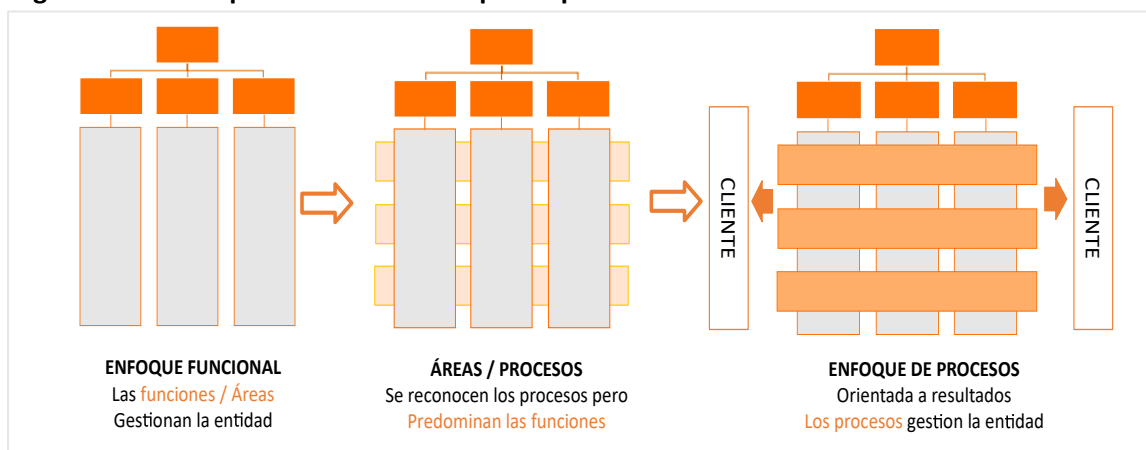 CLIENTE
CLIENTE
ENFOQUE FUNCIONAL
Las funciones / Áreas
Gestionan la entidad
ÁREAS / PROCESOS
Se reconocen los procesos pero
Predominan las funciones
ENFOQUE DE PROCESOS
Orientada a resultados
Los procesos gestion la entidad